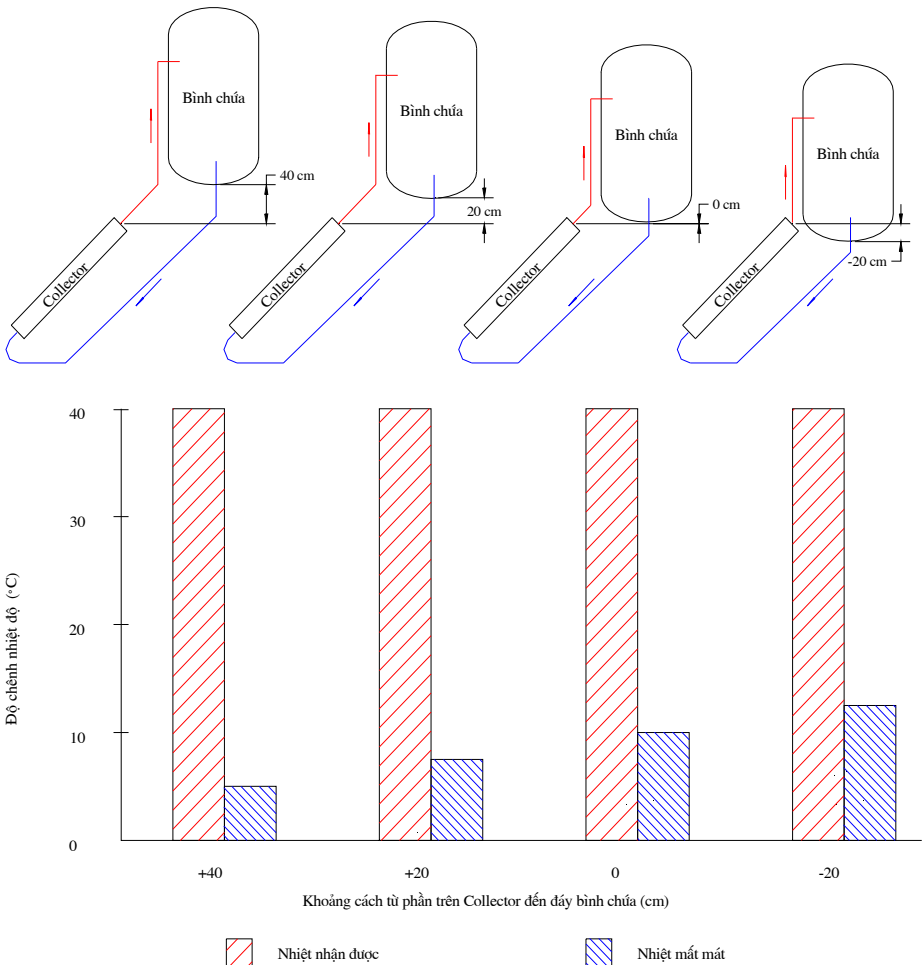 Bình chứa
Bình chứa
Bình chứa
Bình chứa
40 cm
20 cm
0 cm
-20 cm
Collector
Collector
Collector
Collector
Độ chênh nhiệt độ (°C)
40
30
20
10
0
+40
+20
0
-20
Khoảng cách từ phần trên Collector đến đáy bình chứa (cm)
Nhiệt nhận được
Nhiệt mất mát